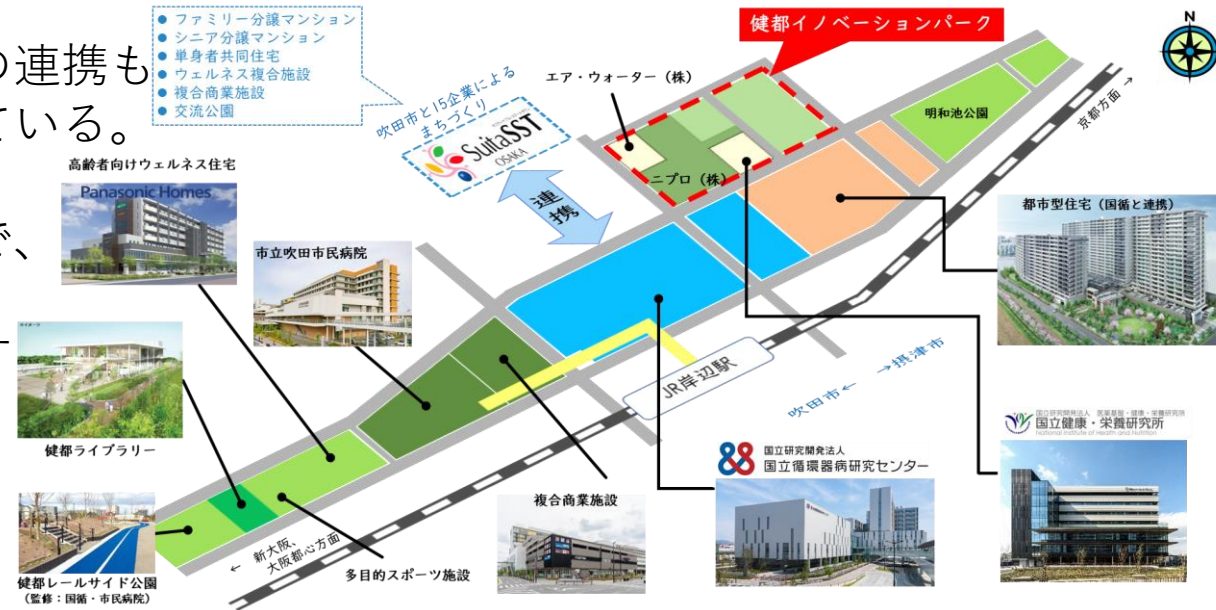 の連携も
ている。
で、
● ファミリー分譲マンション
● シニア分譲マンション
● 単身者共同住宅
● ウェルネス複合施設
● 複合商業施設
● 交流公園
吹田市と15企業による
まちづくり
SuitaSST
OSAKA
連携
健都イノベーションパーク
エア・ウォーター（株）
ニプロ（株）
N
明和池公園
京都方面 →
高齢者向けウェルネス住宅
Panasonic Homes
市立吹田市民病院
都市型住宅（国循と連携）
健都ライブラリー
JR岸辺駅
吹田市← →摂津市
国立研究開発法人
国立循環器病研究センター
国立研究開発法人 医薬基盤・健康・栄養研究所
国立健康・栄養研究所
National Institute of Health and Nutrition
複合商業施設
← 新大阪、
大阪都心方面
多目的スポーツ施設
健都レールサイド公園
（監修：国循・市民病院）